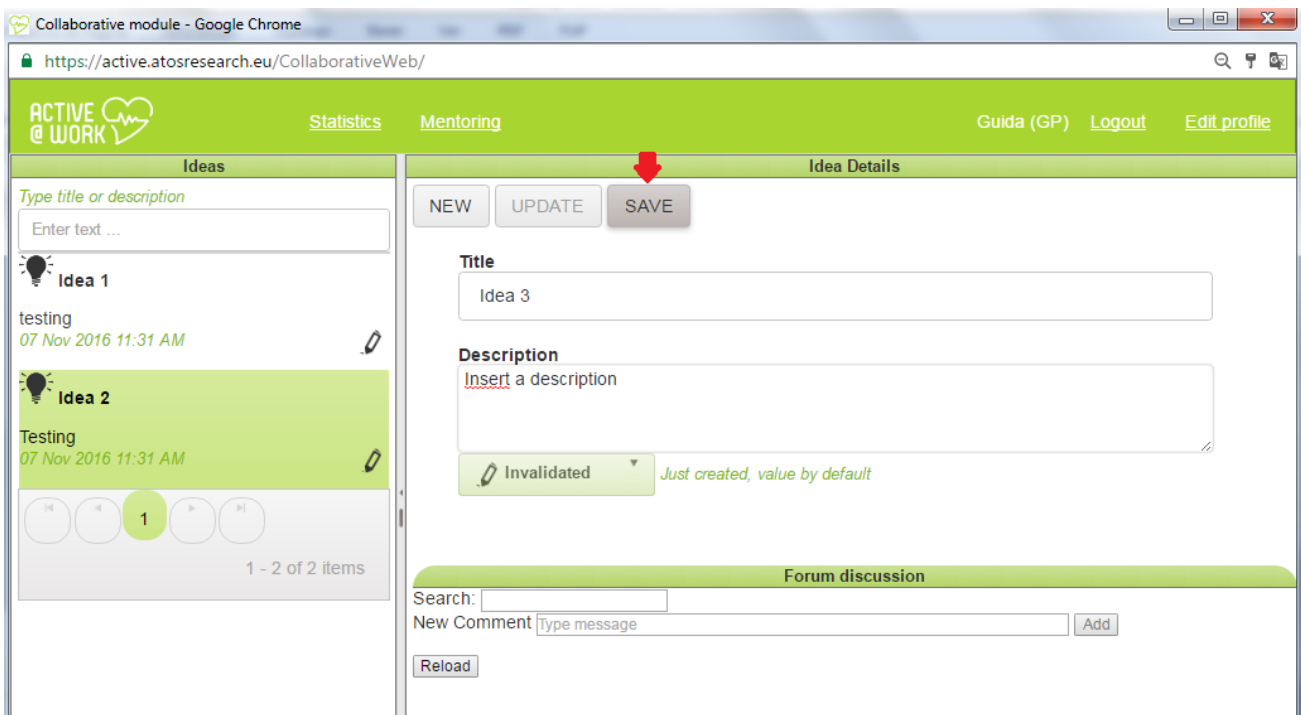 Collaborative module - Google Chrome
https://active.atosresearch.eu/CollaborativeWeb/
ACTIVE
@ WORK
Statistics Mentoring Guida (GP) Logout Edit profile
Ideas
Type title or description
Enter text ...
Idea 1
testing
07 Nov 2016 11:31 AM
Idea 2
Testing
07 Nov 2016 11:31 AM
1
1 - 2 of 2 items
Idea Details
NEW UPDATE SAVE
Title
Idea 3
Description
Insert a description
Invalidated Just created, value by default
Forum discussion
Search:
New Comment Type message Add
Reload